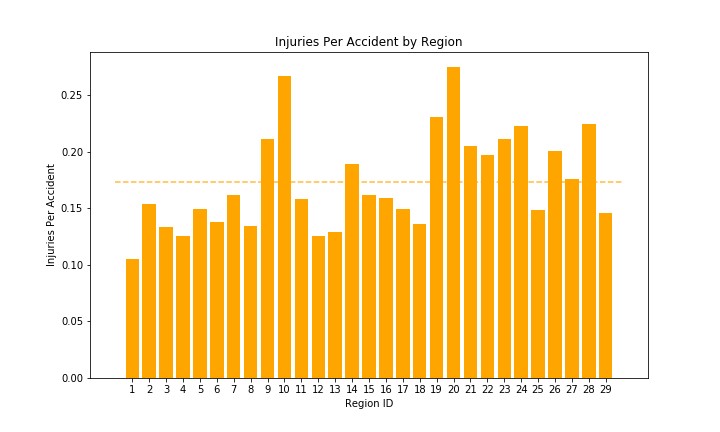 Injuries Per Accident by Region
Injuries Per Accident
0.25
0.20
0.15
0.10
0.05
0.00
1 2 3 4 5 6 7 8 9 10 11 12 13 14 15 16 17 18 19 20 21 22 23 24 25 26 27 28 29
Region ID